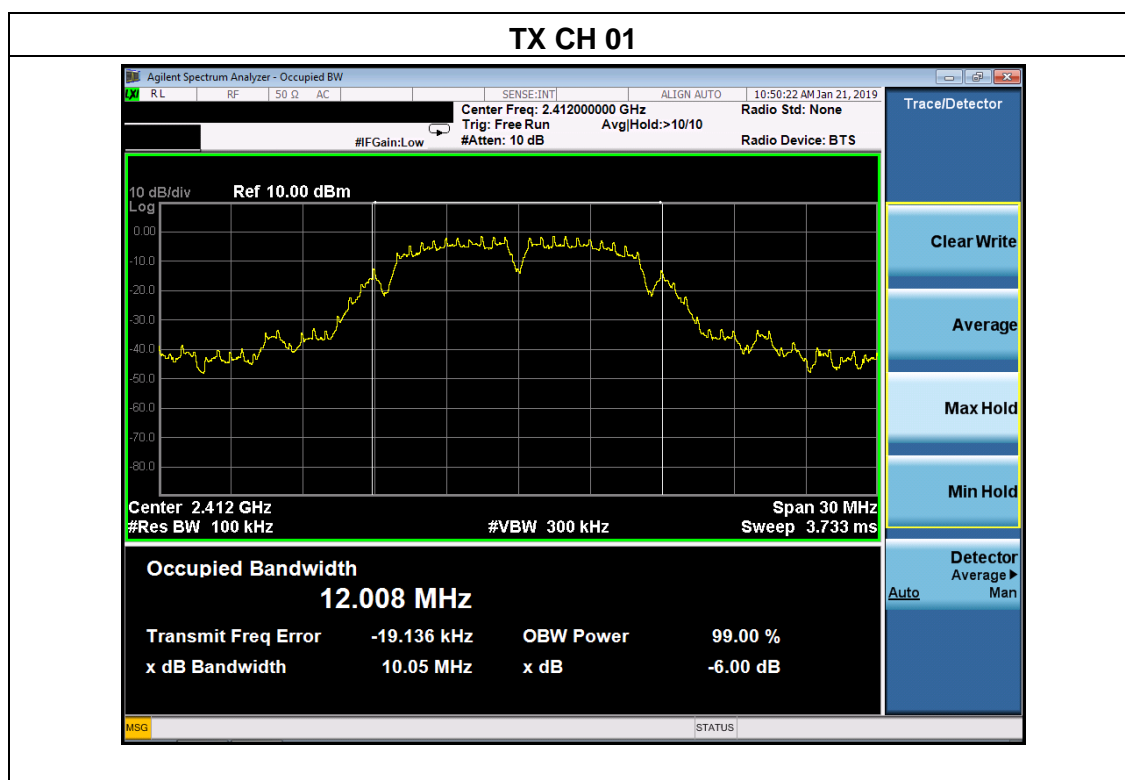 TX CH 01
Agilent Spectrum Analyzer - Occupied BW
LXI RL RF 50 Ω AC SENSE:INT ALIGN AUTO 10:50:22 AM Jan 21, 2019
Center Freq: 2.412000000 GHz Radio Std: None
Trig: Free Run Avg|Hold:>10/10
#IFGain:Low #Atten: 10 dB Radio Device: BTS
10 dB/div Ref 10.00 dBm
Log
0.00
-10.0
-20.0
-30.0
-40.0
-50.0
-60.0
-70.0
-80.0
Center 2.412 GHz Span 30 MHz
#Res BW 100 kHz #VBW 300 kHz Sweep 3.733 ms
Occupied Bandwidth
12.008 MHz
Transmit Freq Error -19.136 kHz OBW Power 99.00 %
x dB Bandwidth 10.05 MHz x dB -6.00 dB
MSG STATUS
Trace/Detector
Clear Write
Average
Max Hold
Min Hold
Detector
Average▶
Auto Man